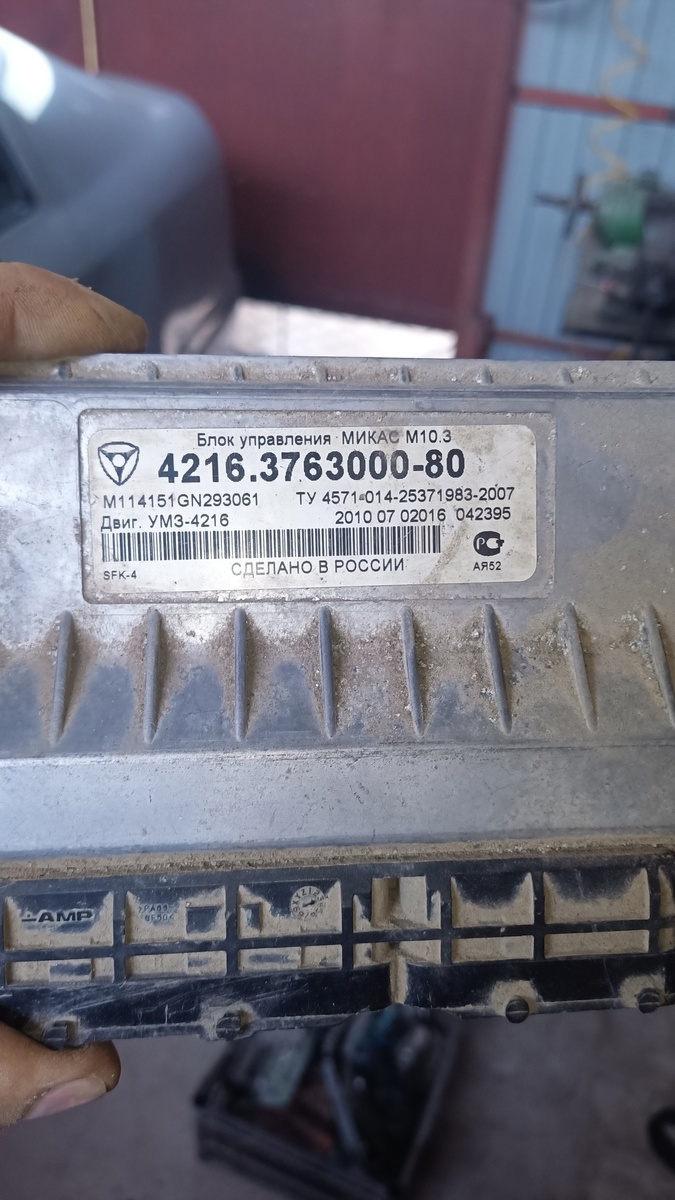 Блок управления МИКАС М10.3
4216.3763000-80
M114151GN293061 ТУ 4571-014-25371983-2007
Двиг. УМЗ-4216 2010 07 02016 042395
РС
SFK-4 СДЕЛАНО В РОССИИ АЯ52
AMP